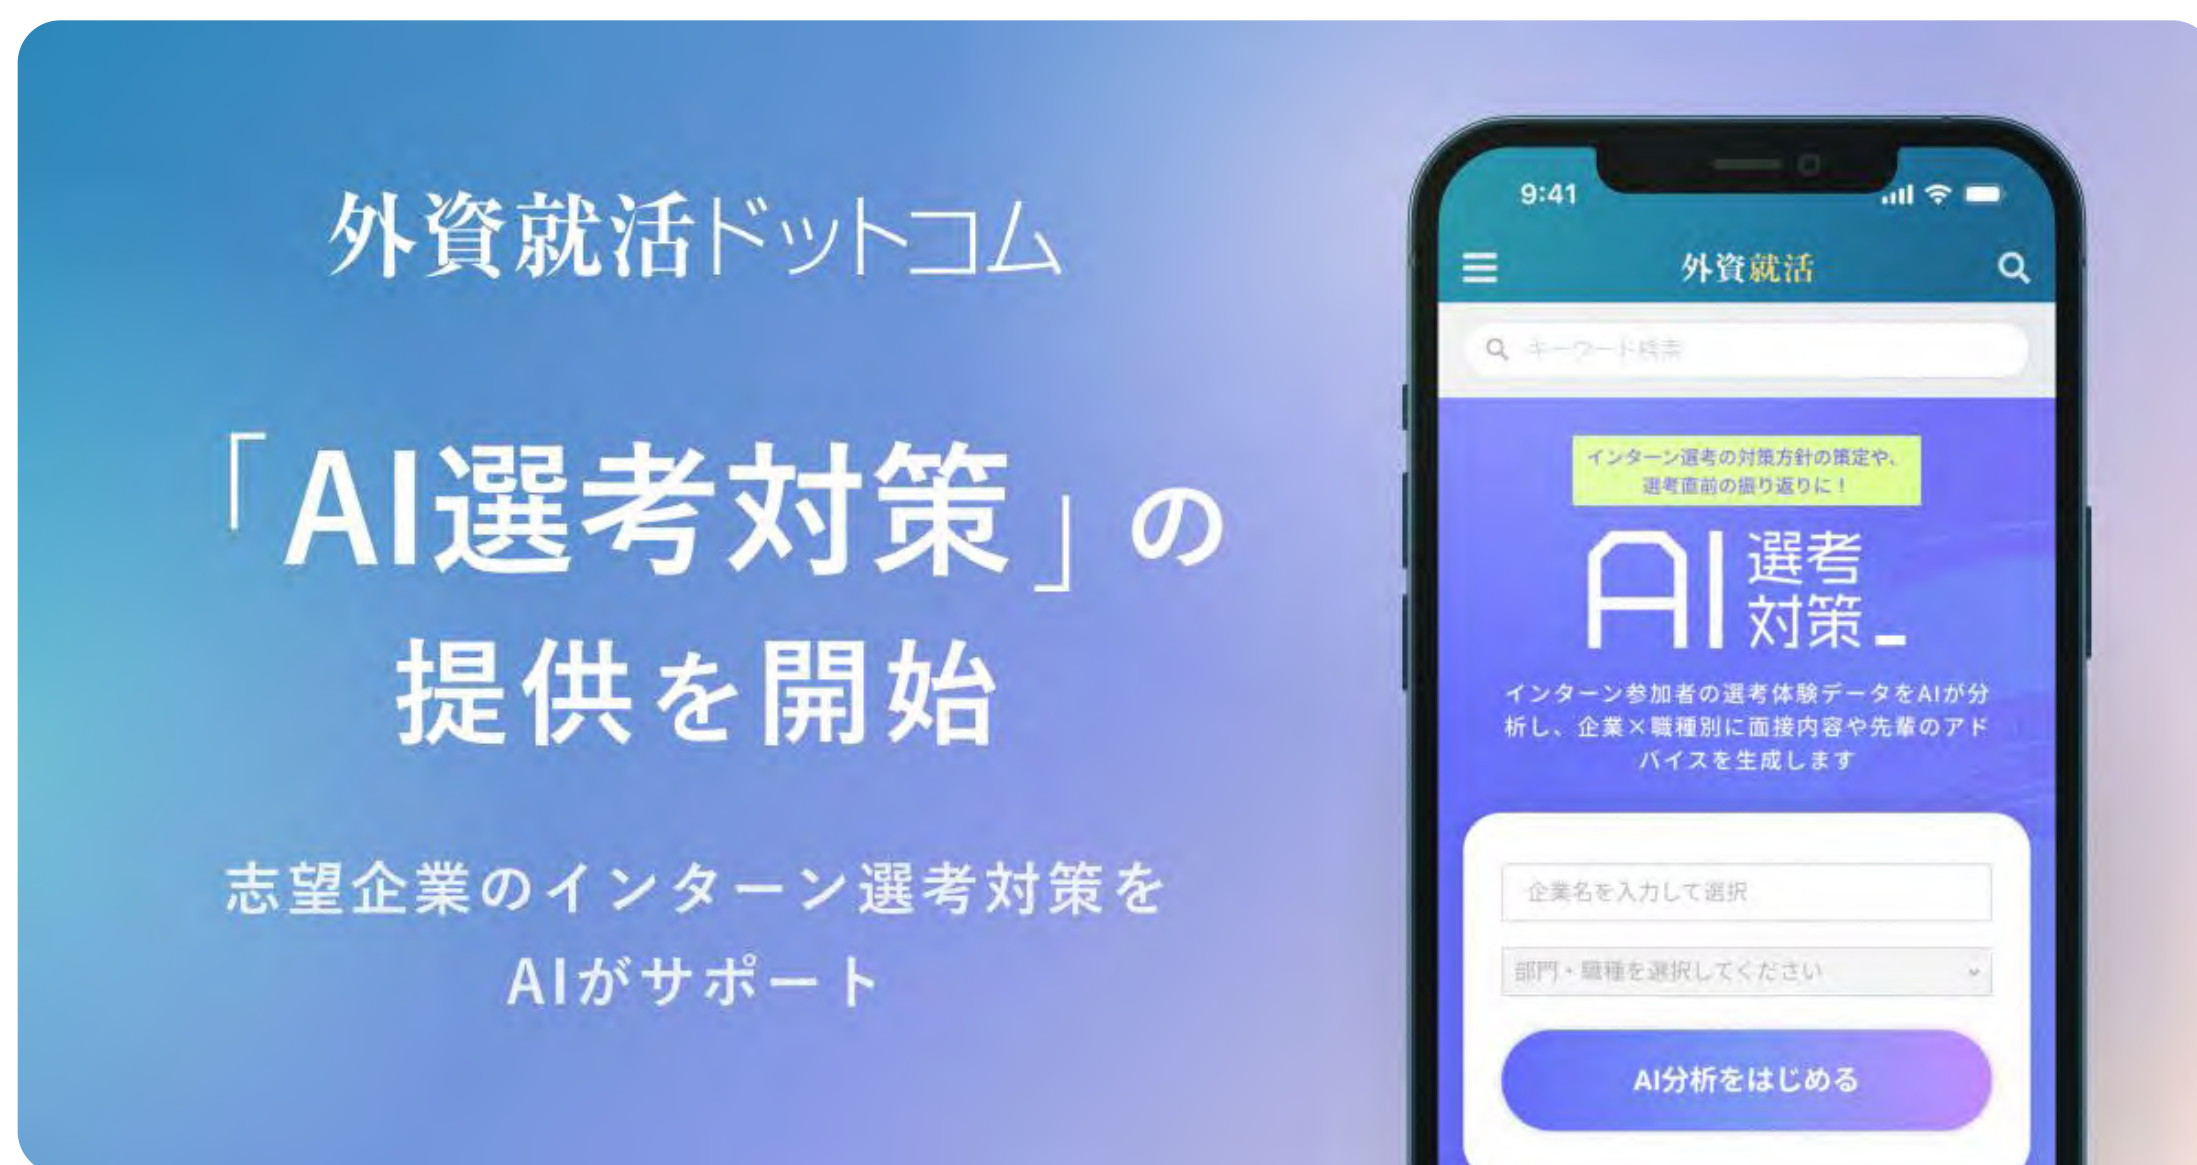 外資就活ドットコム
「AI選考対策」の
提供を開始
志望企業のインターン選考対策を
AIがサポート
9:41
外資就活
キーワード検索
インターン選考の対策方針の策定や、
選考直前の振り返りに！
AI選考
対策_
インターン参加者の選考体験データをAIが分
析し、企業×職種別に面接内容や先輩のアド
バイスを生成します
企業名を入力して選択
部門・職種を選択してください
AI分析をはじめる